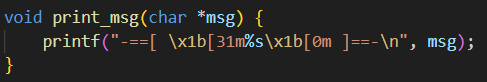 void print_msg(char *msg) {
    printf("-==[ \x1b[31m%s\x1b[0m ]==-\n", msg);
}